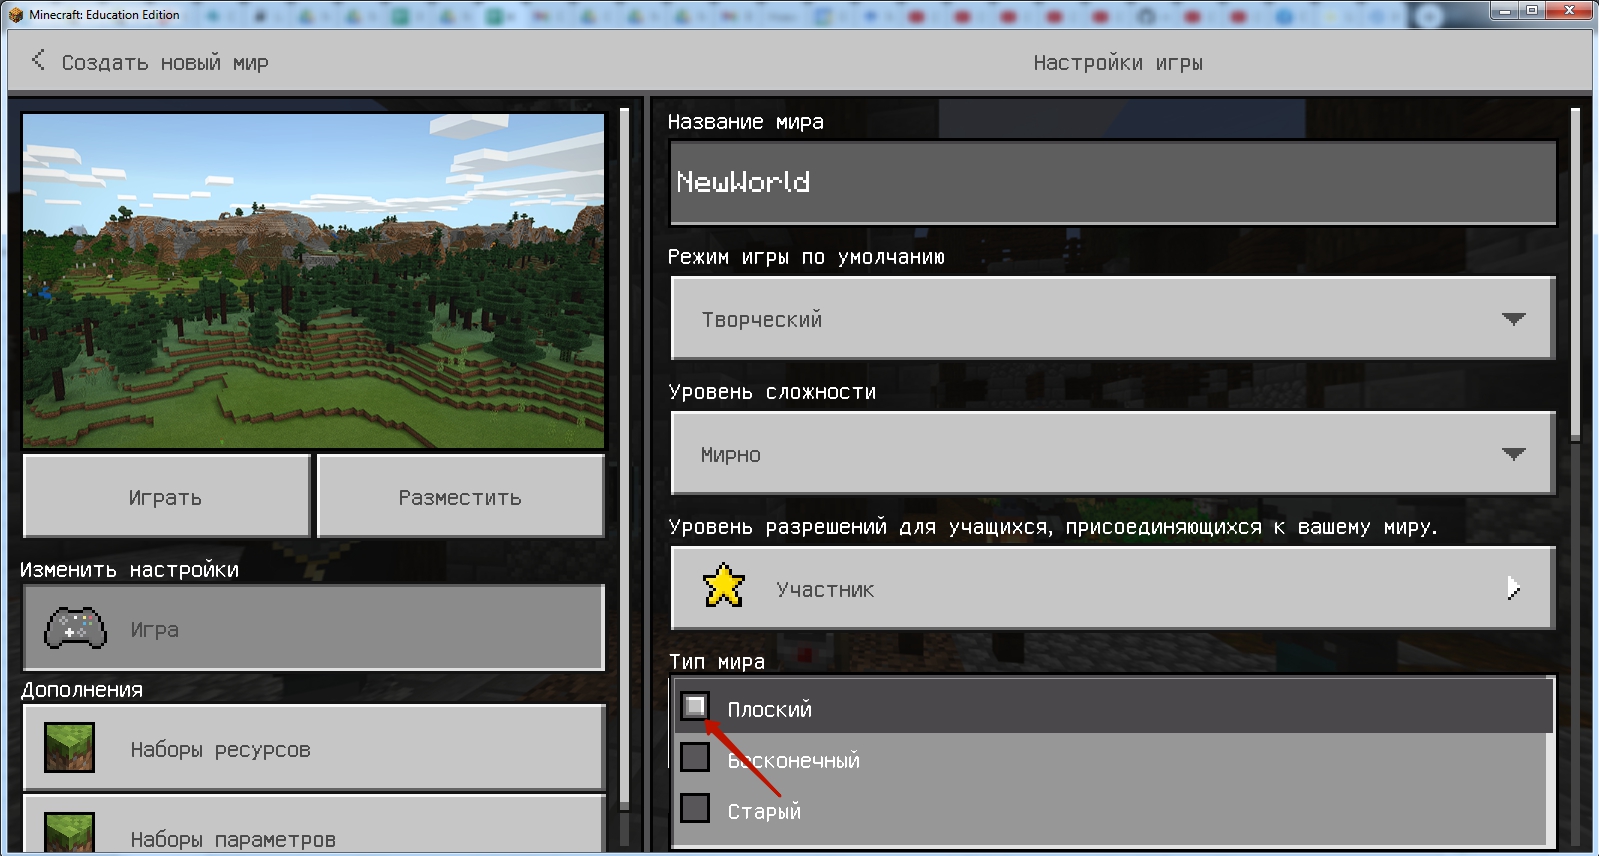 Minecraft: Education Edition
Создать новый мир
Настройки игры
Играть
Разместить
Изменить настройки
Игра
Дополнения
Наборы ресурсов
Наборы параметров
Название мира
NewWorld
Режим игры по умолчанию
Творческий
Уровень сложности
Мирно
Уровень разрешений для учащихся, присоединяющихся к вашему миру.
Участник
Тип мира
Плоский
Бесконечный
Старый